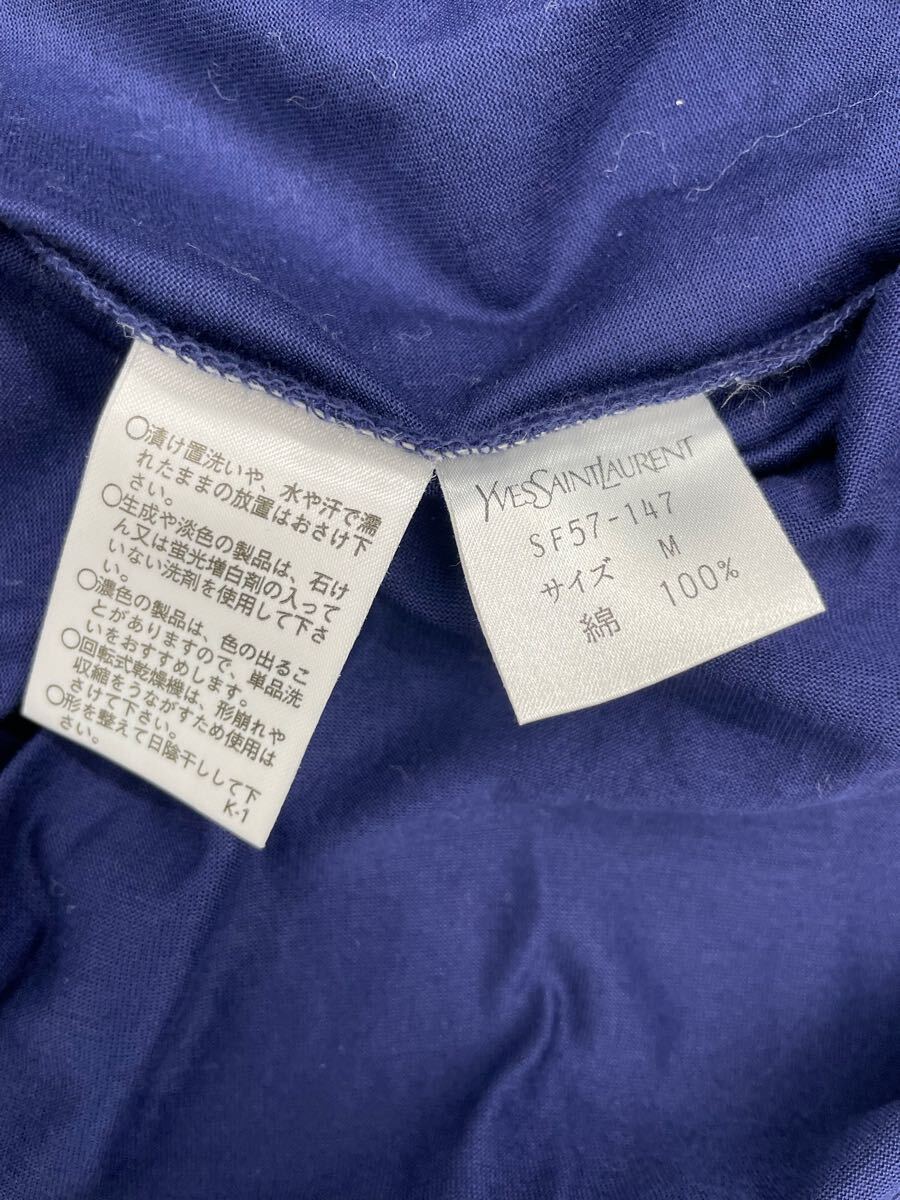 ○漬け置洗いや、水や汗で濡
れたままの放置はおさけ下
さい。
○生成や淡色の製品は、石け
ん又は蛍光増白剤の入って
いない洗剤を使用して下さ
い。
○濃色の製品は、色の出るこ
とがありますので、単品洗
いをおすすめします。
○回転式乾燥機は、形崩れや
収縮をうながすため使用は
さけて下さい。
○形を整えて日陰干しして下
さい。
K-1
YVESSAINTLAURENT
SF57-147
サイズ M
綿 100%